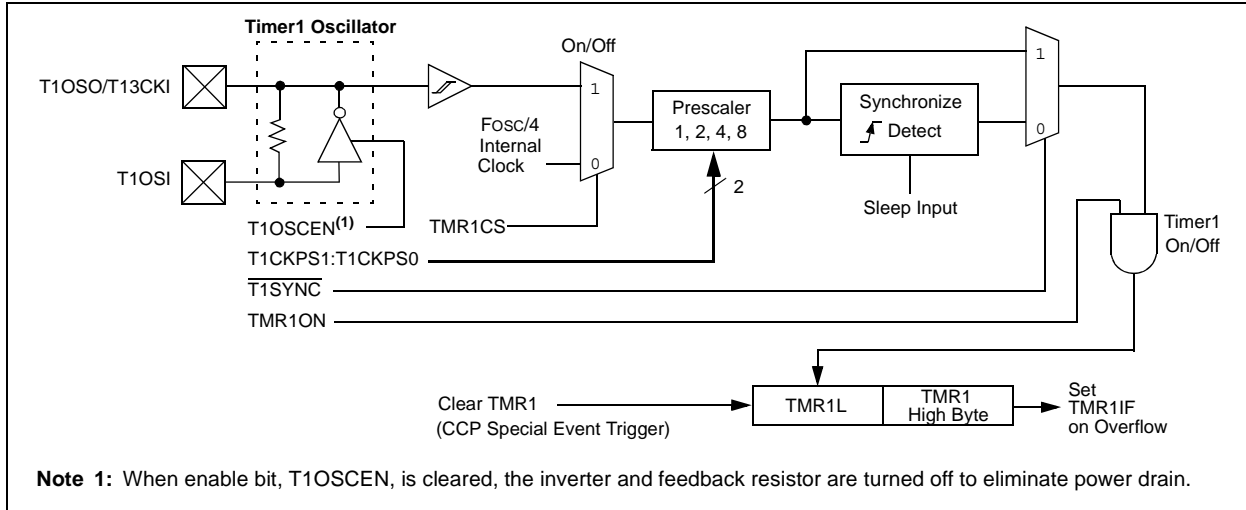 Timer1 Oscillator
On/Off
T1OSO/T13CKI
1
1
Prescaler
1, 2, 4, 8
Synchronize
Detect
FOSC/4
Internal
Clock
0
0
T1OSI
2
Sleep Input
T1OSCEN(1)
TMR1CS
Timer1
On/Off
T1CKPS1:T1CKPS0
T1SYNC
TMR1ON
Clear TMR1
(CCP Special Event Trigger)
TMR1L
TMR1
High Byte
Set
TMR1IF
on Overflow
Note 1: When enable bit, T1OSCEN, is cleared, the inverter and feedback resistor are turned off to eliminate power drain.